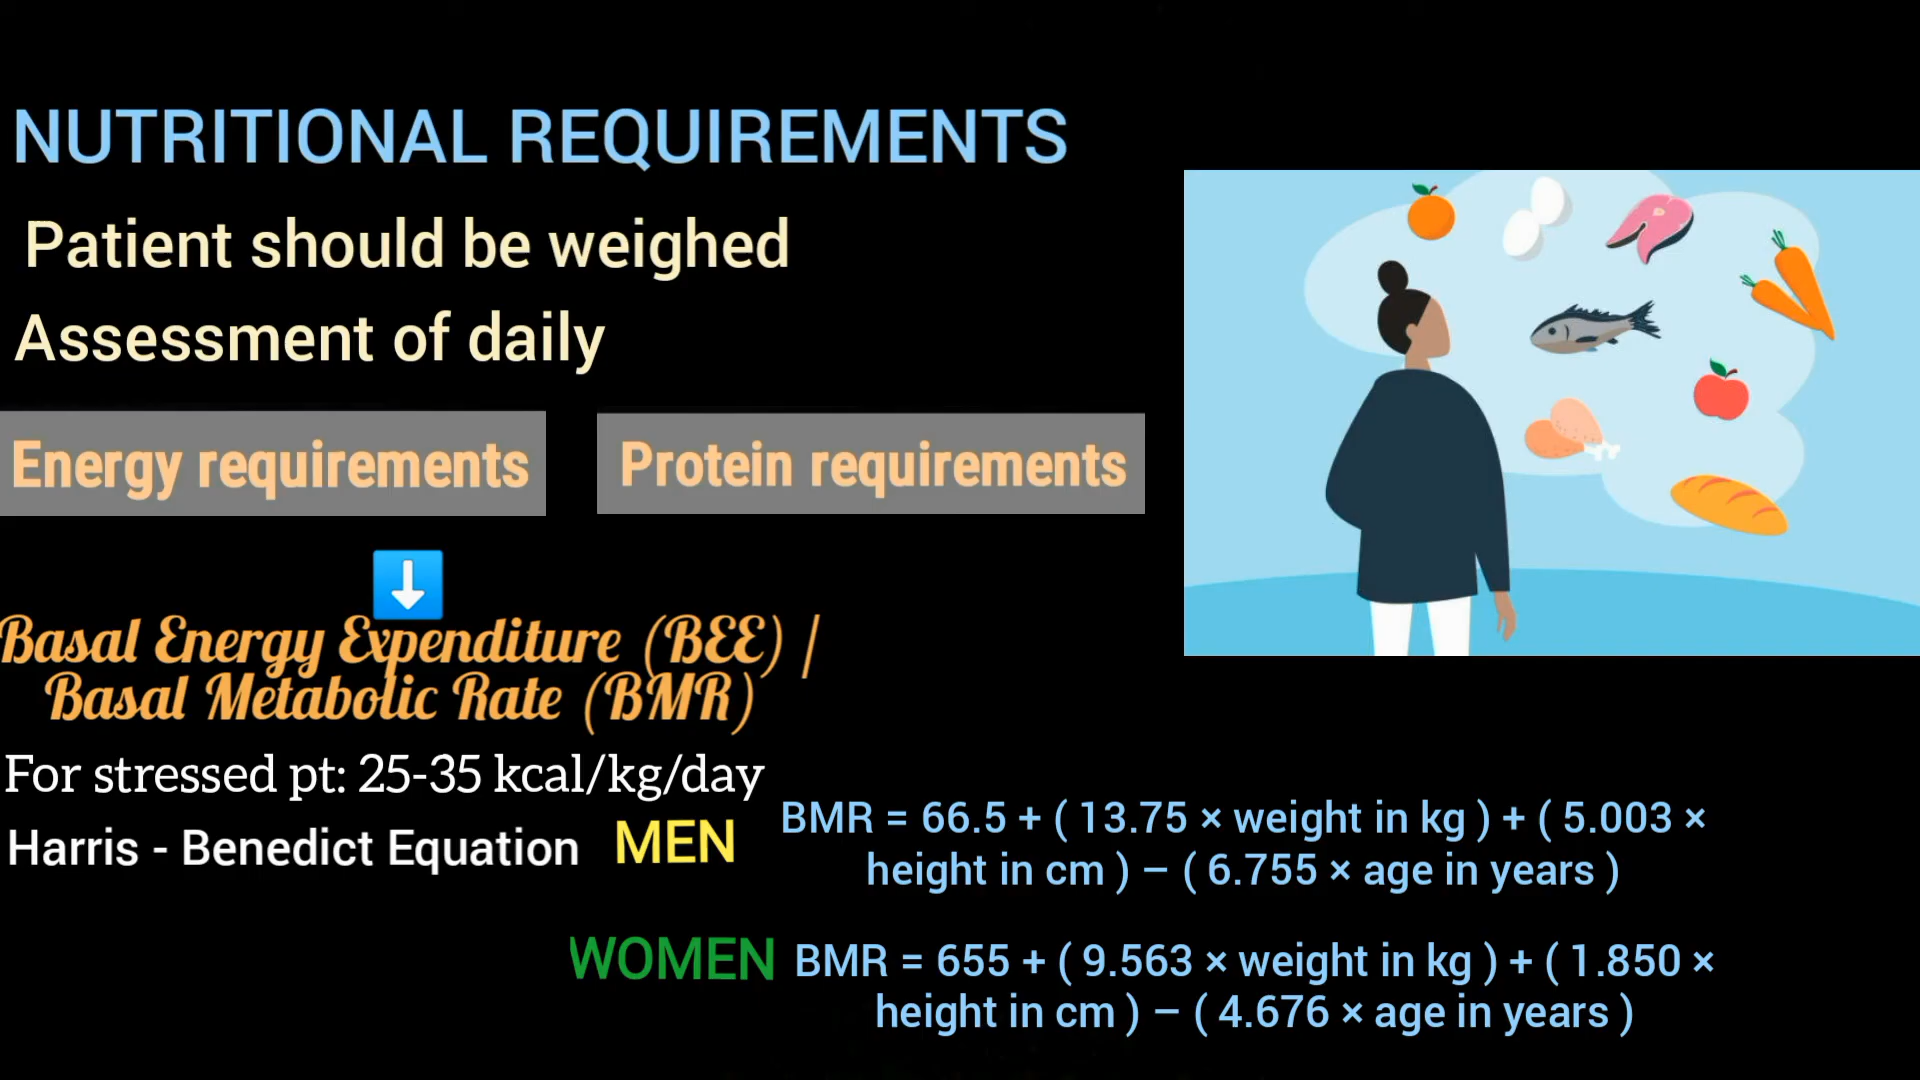 NUTRITIONAL REQUIREMENTS
Patient should be weighed
Assessment of daily
Energy requirements
Protein requirements
Basal Energy Expenditure (BEE) /
Basal Metabolic Rate (BMR)
For stressed pt: 25-35 kcal/kg/day
Harris - Benedict Equation
MEN
BMR = 66.5 + ( 13.75 × weight in kg ) + ( 5.003 ×
height in cm ) – ( 6.755 × age in years )
WOMEN
BMR = 655 + ( 9.563 × weight in kg ) + ( 1.850 ×
height in cm ) – ( 4.676 × age in years )